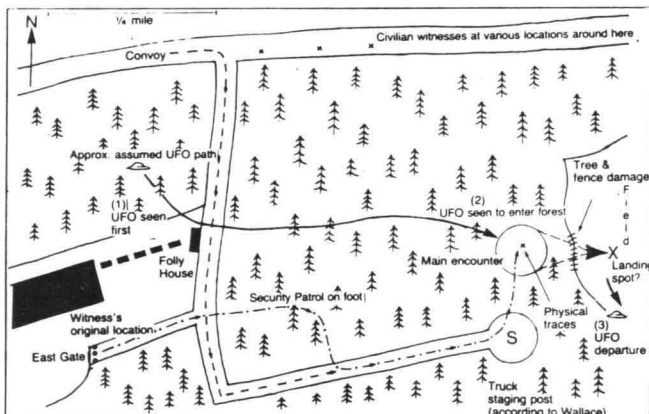 N
¼ mile
Civilian witnesses at various locations around here
Convoy
Approx. assumed UFO path
Tree &
fence damage
Field
(1)
UFO seen
first
(2)
UFO seen to enter forest
Folly
House
Main encounter
X
Landing
spot?
Security Patrol on foot
Witness's
original location
Physical
traces
(3)
UFO
departure
East Gate
S
Truck
staging post
(according to Wallace)